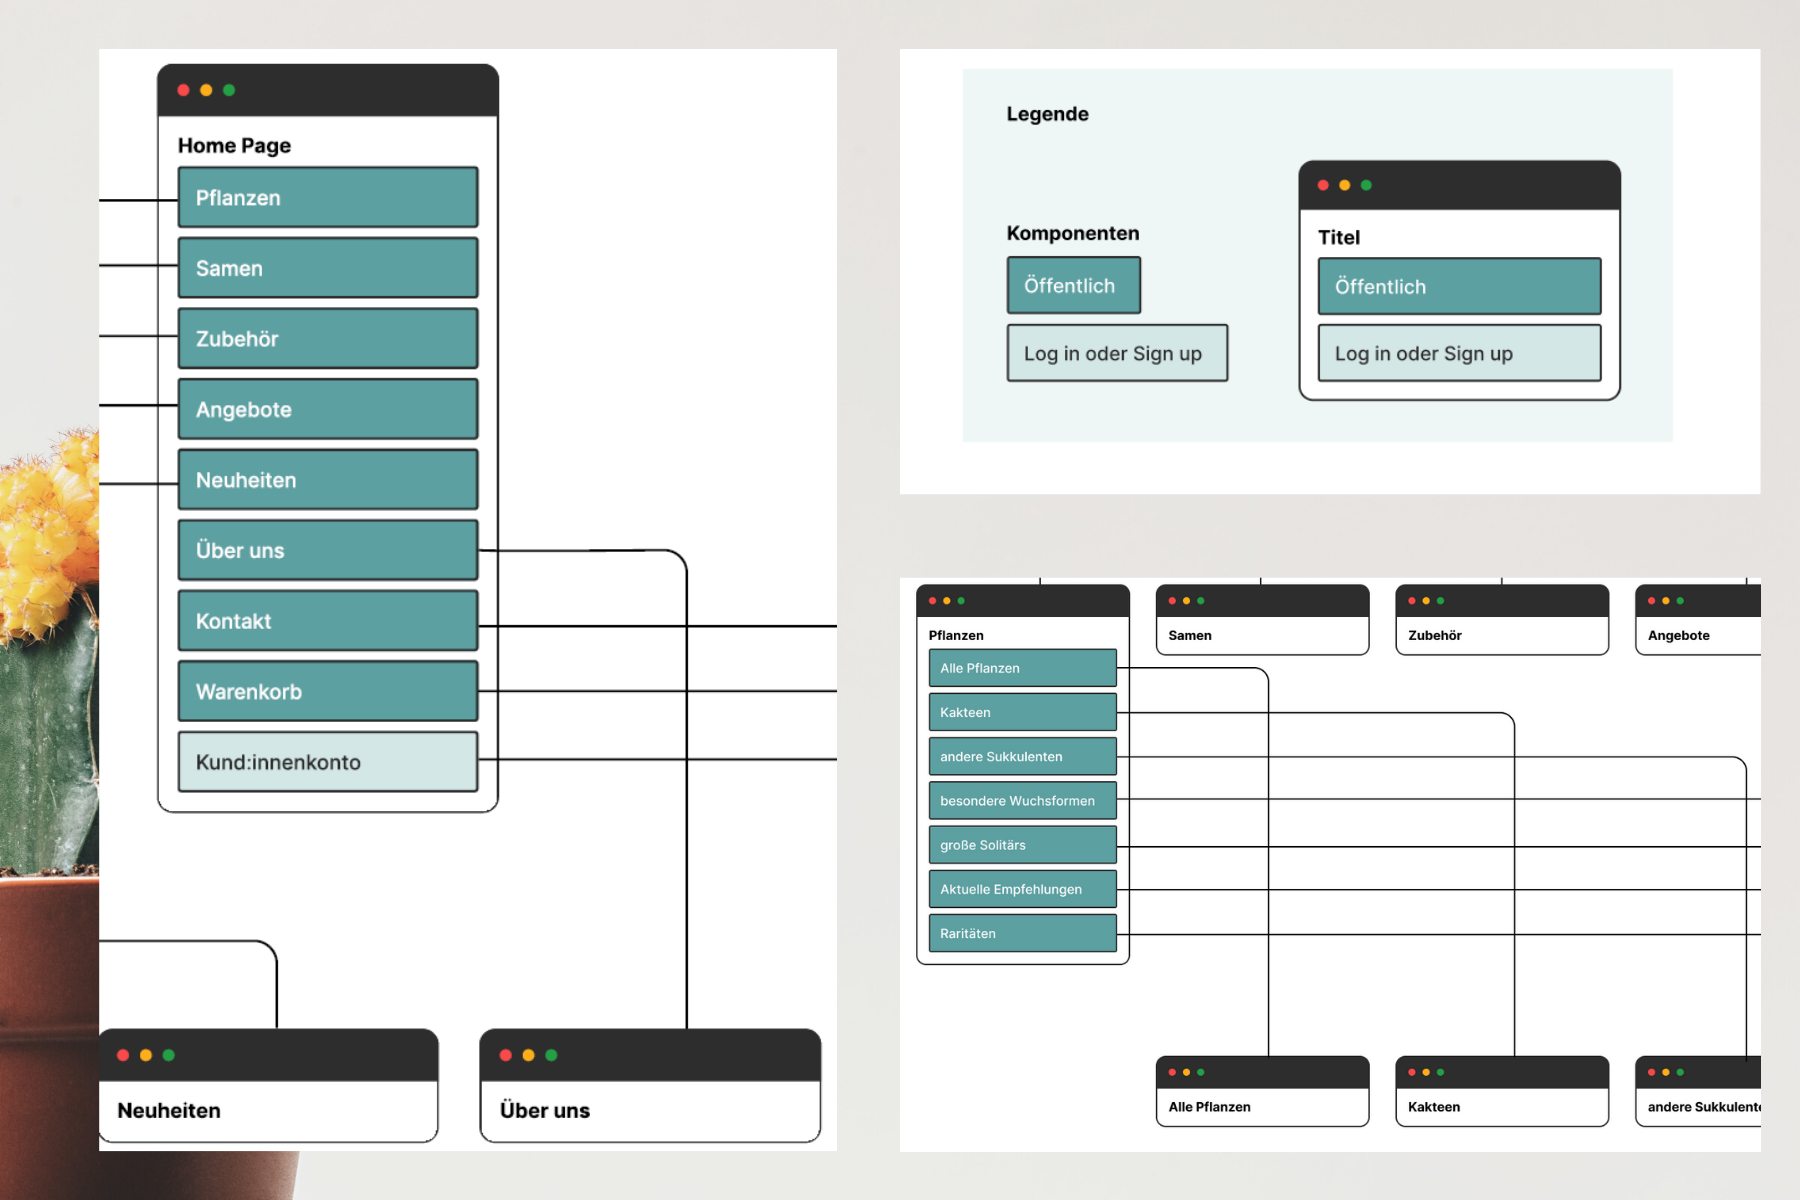 Home Page
Pflanzen
Samen
Zubehör
Angebote
Neuheiten
Über uns
Kontakt
Warenkorb
Kund:innenkonto
Neuheiten
Über uns
Legende
Komponenten
Öffentlich
Log in oder Sign up
Titel
Öffentlich
Log in oder Sign up
Pflanzen
Alle Pflanzen
Kakteen
andere Sukkulenten
besondere Wuchsformen
große Solitärs
Aktuelle Empfehlungen
Raritäten
Samen
Zubehör
Angebote
Alle Pflanzen
Kakteen
andere Sukkulente